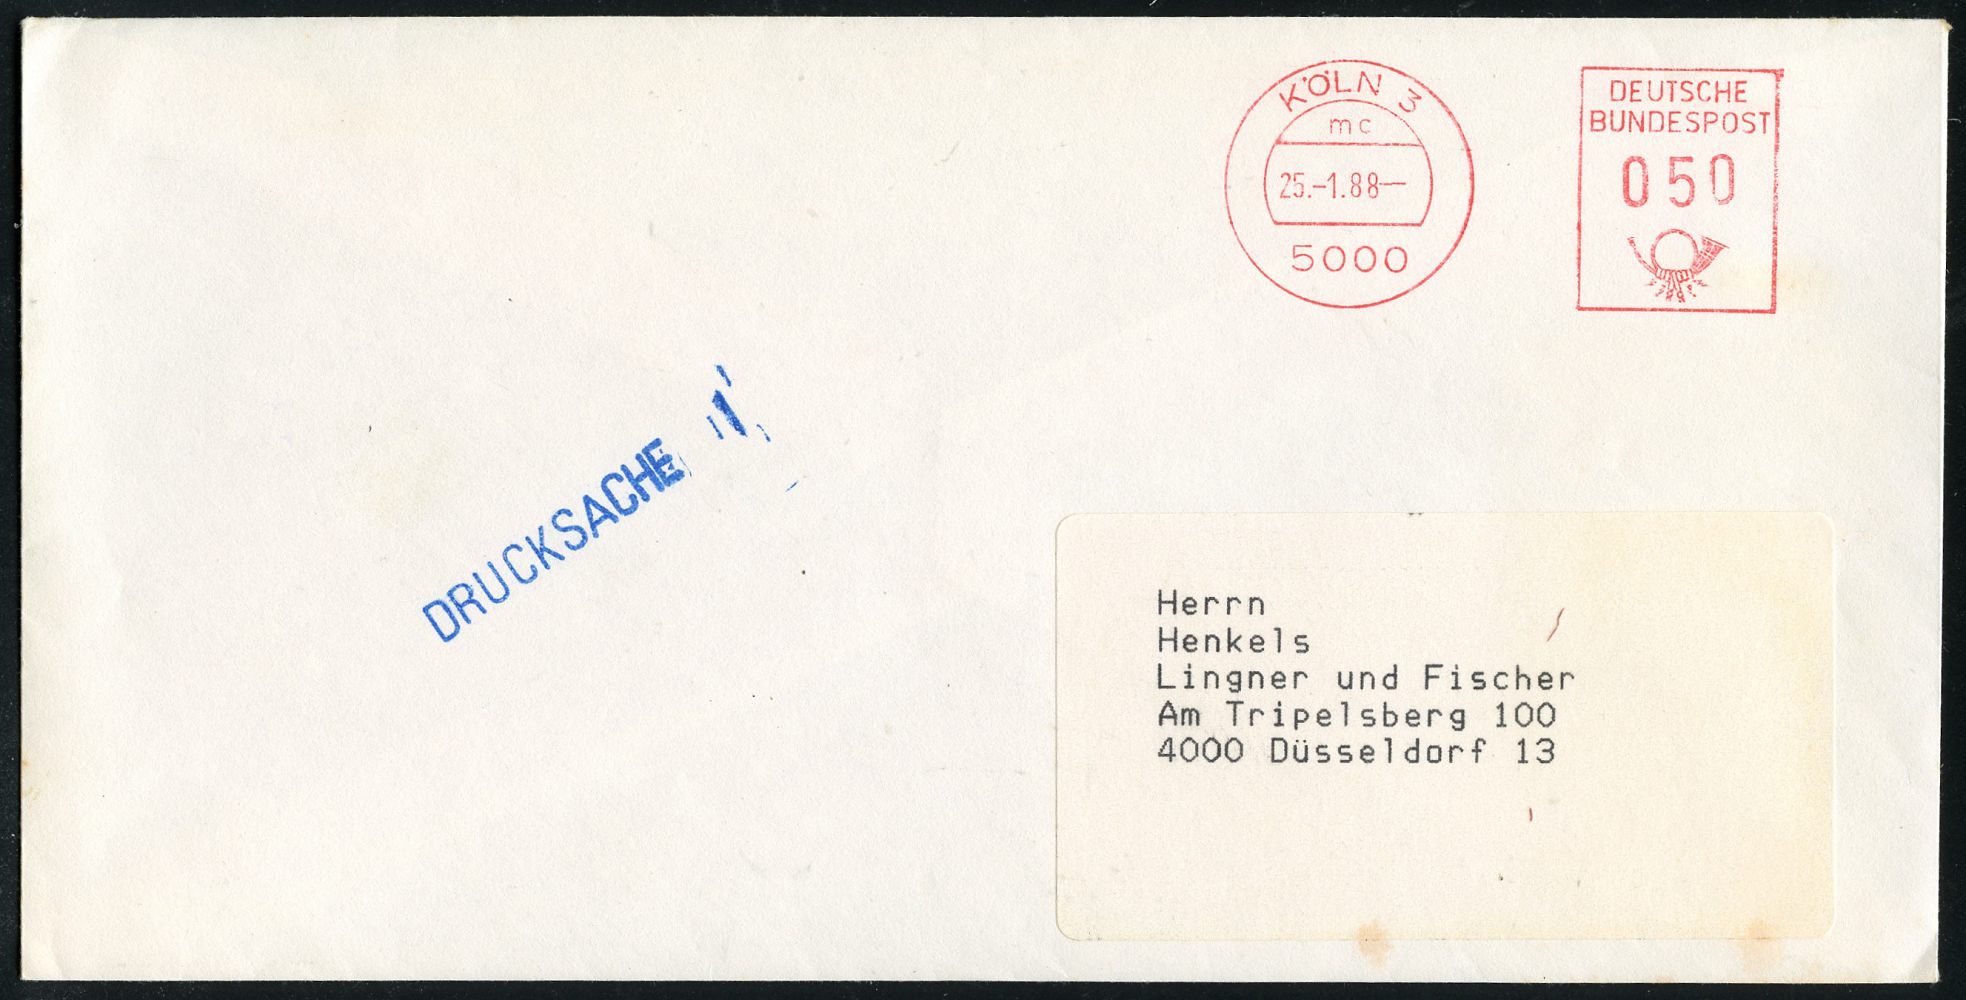 KÖLN 3
mc
25.-1.88-
5000
DEUTSCHE
BUNDESPOST
050
DRUCKSACHE
Herrn
Henkels
Lingner und Fischer
Am Tripelsberg 100
4000 Düsseldorf 13